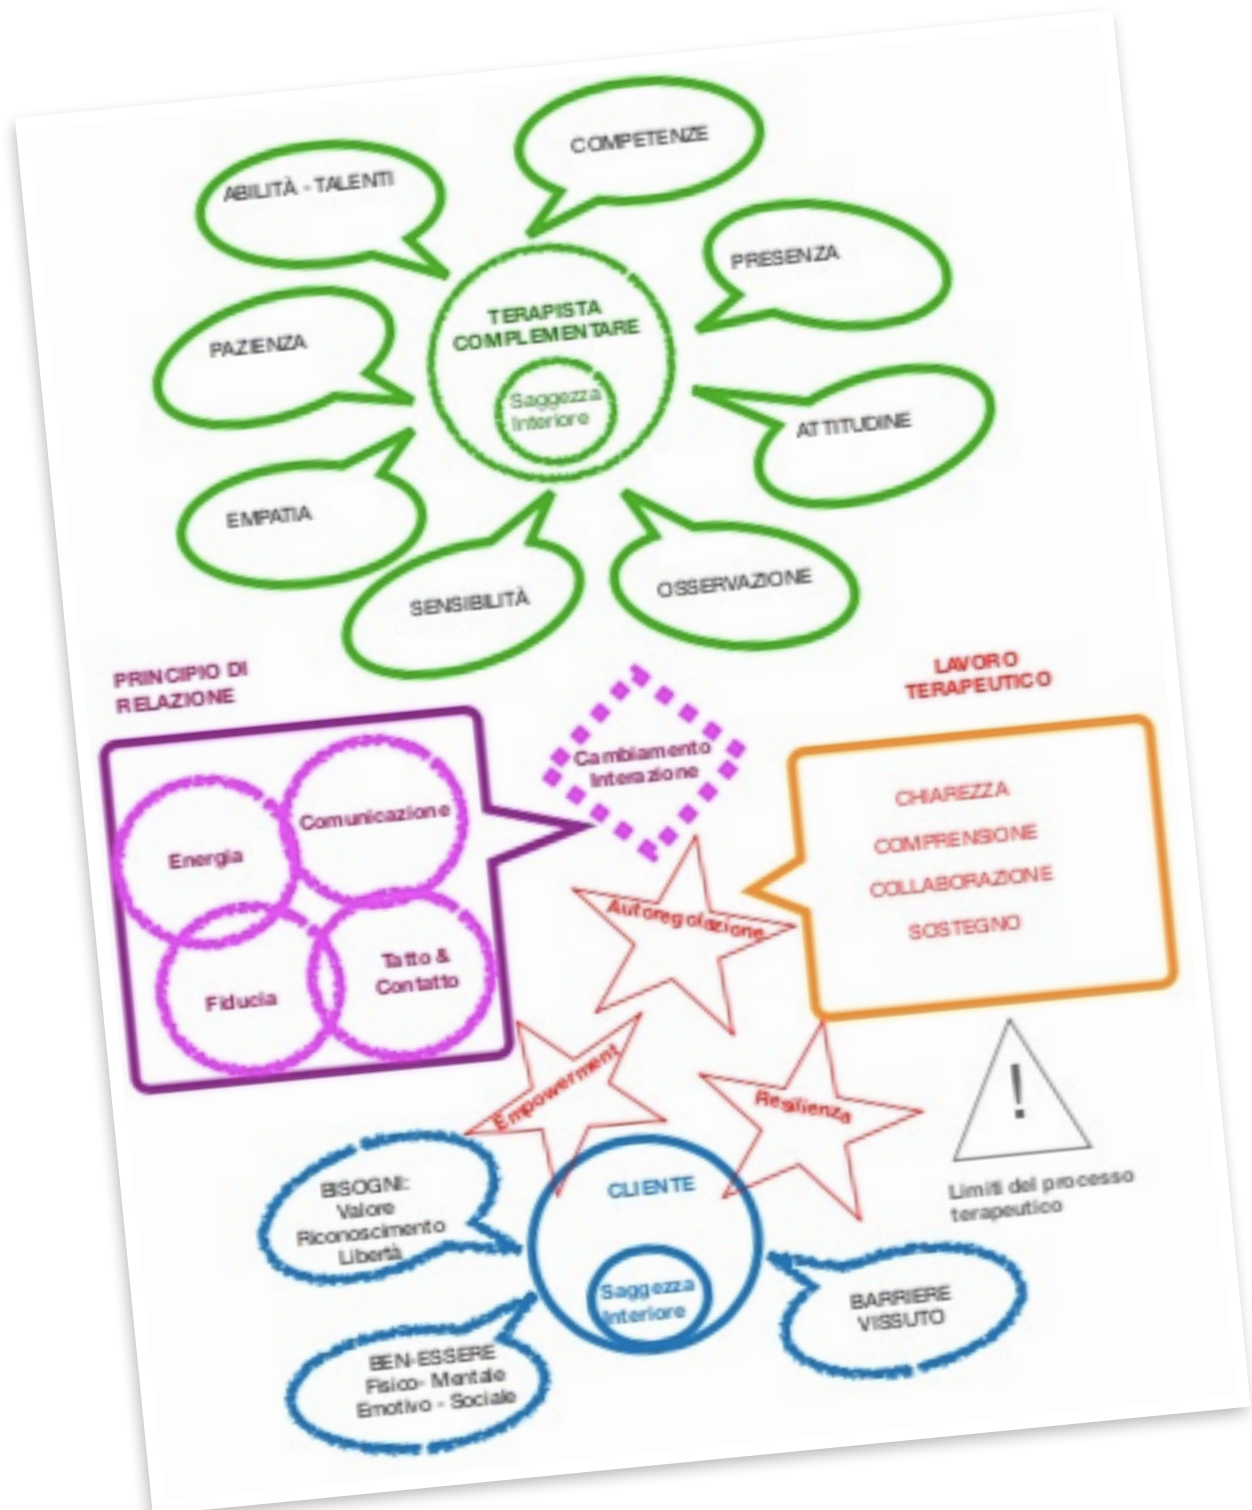 COMPETENZE
ABILITÀ - TALENTI
PRESENZA
TERAPISTA
COMPLEMENTARE
PAZIENZA
Saggezza
Interiore
ATTITUDINE
EMPATIA
SENSIBILITÀ
OSSERVAZIONE
PRINCIPIO DI
RELAZIONE
LAVORO
TERAPEUTICO
Cambiamento
Interazione
Comunicazione
Energia
Tatto &
Contatto
Fiducia
CHIAREZZA
COMPRENSIONE
COLLABORAZIONE
SOSTEGNO
Autoregolazione
Empowerment
Resilienza
!
Limiti del processo
terapeutico
BISOGNI:
Valore
Riconoscimento
Libertà
CLIENTE
Saggezza
Interiore
BARRIERE
VISSUTO
BEN-ESSERE
Fisico- Mentale
Emotivo - Sociale